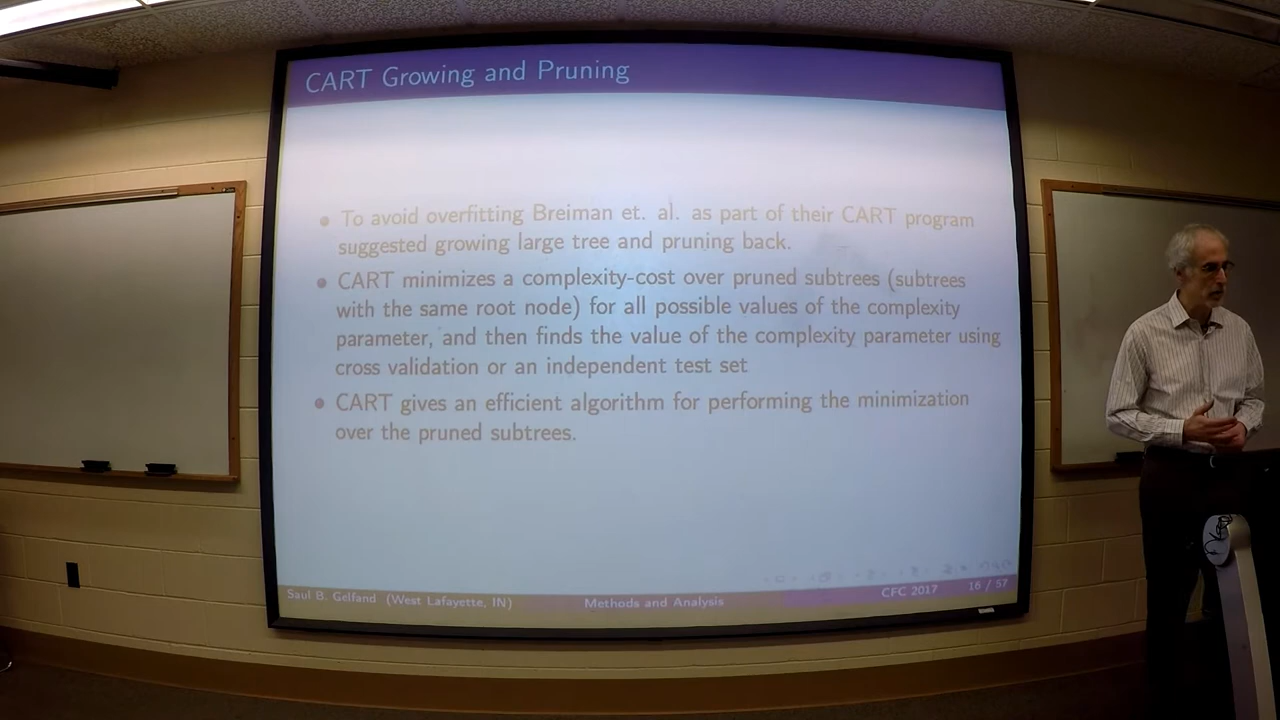 CART Growing and Pruning
To avoid overfitting Breiman et. al. as part of their CART program
suggested growing large tree and pruning back.
CART minimizes a complexity-cost over pruned subtrees (subtrees
with the same root node) for all possible values of the complexity
parameter, and then finds the value of the complexity parameter using
cross validation or an independent test set
CART gives an efficient algorithm for performing the minimization
over the pruned subtrees.
Saul B. Gelfand (West Lafayette, IN) Methods and Analysis CFC 2017 16 / 57